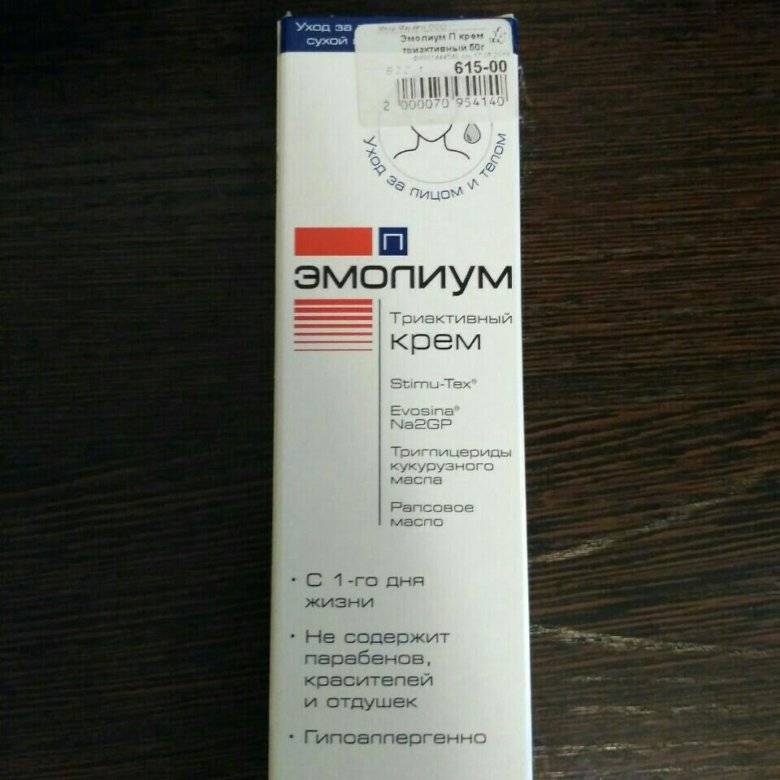 Уход за
сухой
Эмолиум П крем
триактивный 50г
615-00
2 000070 954140
Уход за лицом и телом
П
ЭМОЛИУМ
Триактивный
крем
Stimu-Tex®
Evosina®
Na2GP
Триглицериды
кукурузного
масла
Рапсовое
масло
• С 1-го дня
жизни
• Не содержит
парабенов,
красителей
и отдушек
• Гипоаллергенно